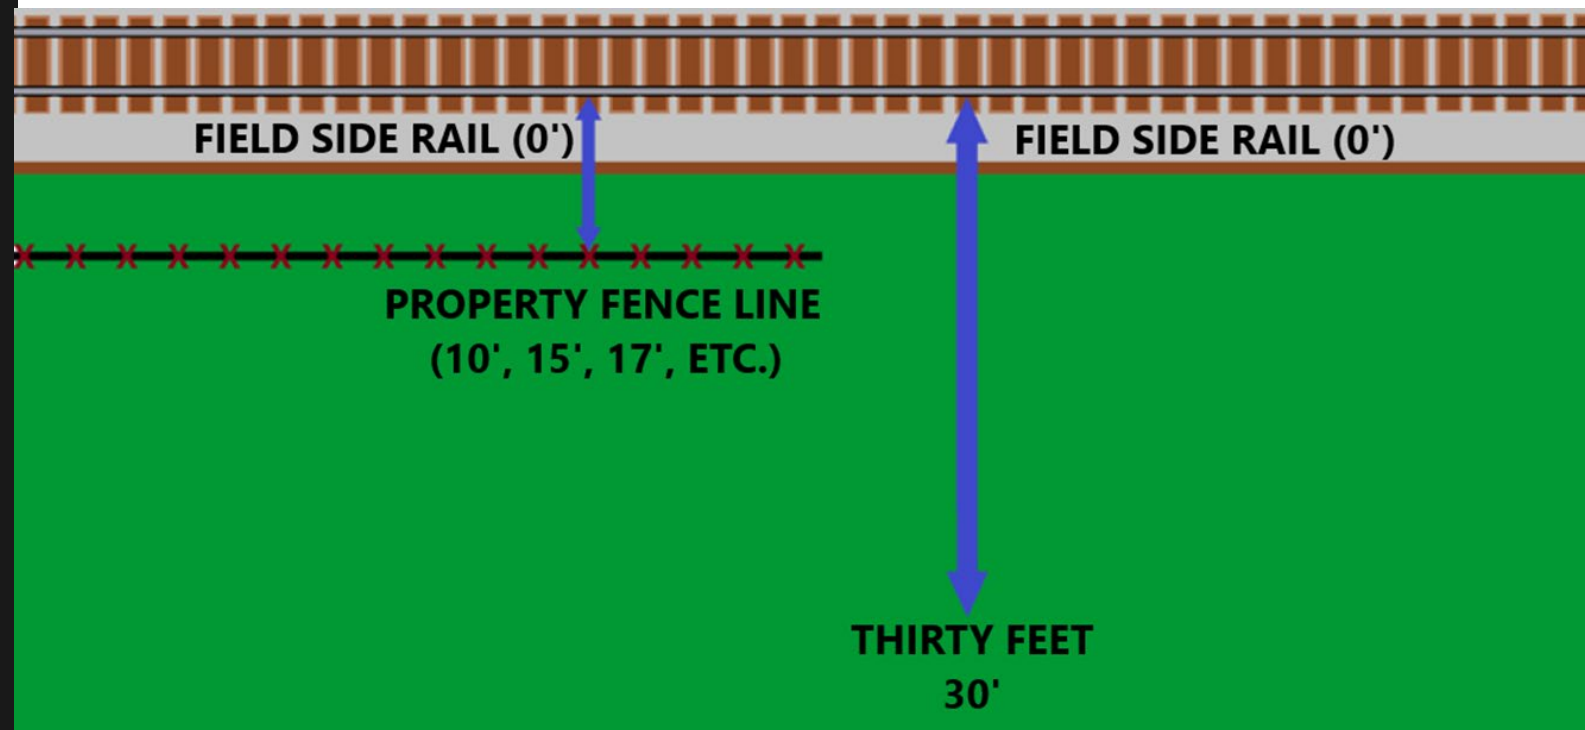 FIELD SIDE RAIL (0')
FIELD SIDE RAIL (0')
PROPERTY FENCE LINE
(10', 15', 17', ETC.)
THIRTY FEET
30'